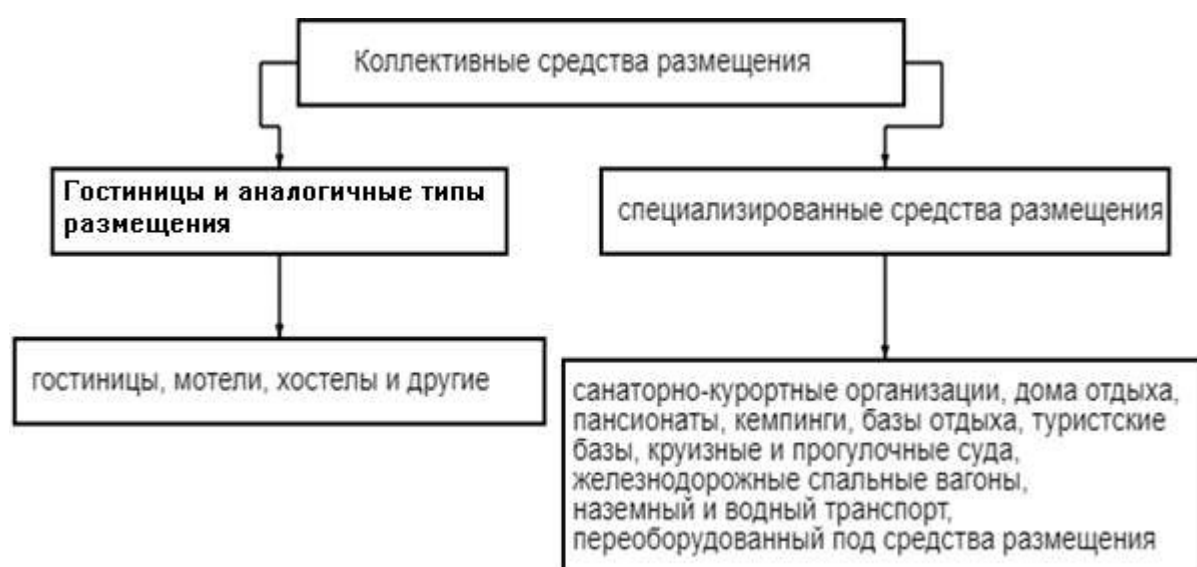 Коллективные средства размещения
Гостиницы и аналогичные типы
размещения
специализированные средства размещения
гостиницы, мотели, хостелы и другие
санаторно-курортные организации, дома отдыха,
пансионаты, кемпинги, базы отдыха, туристские
базы, круизные и прогулочные суда,
железнодорожные спальные вагоны,
наземный и водный транспорт,
переоборудованный под средства размещения